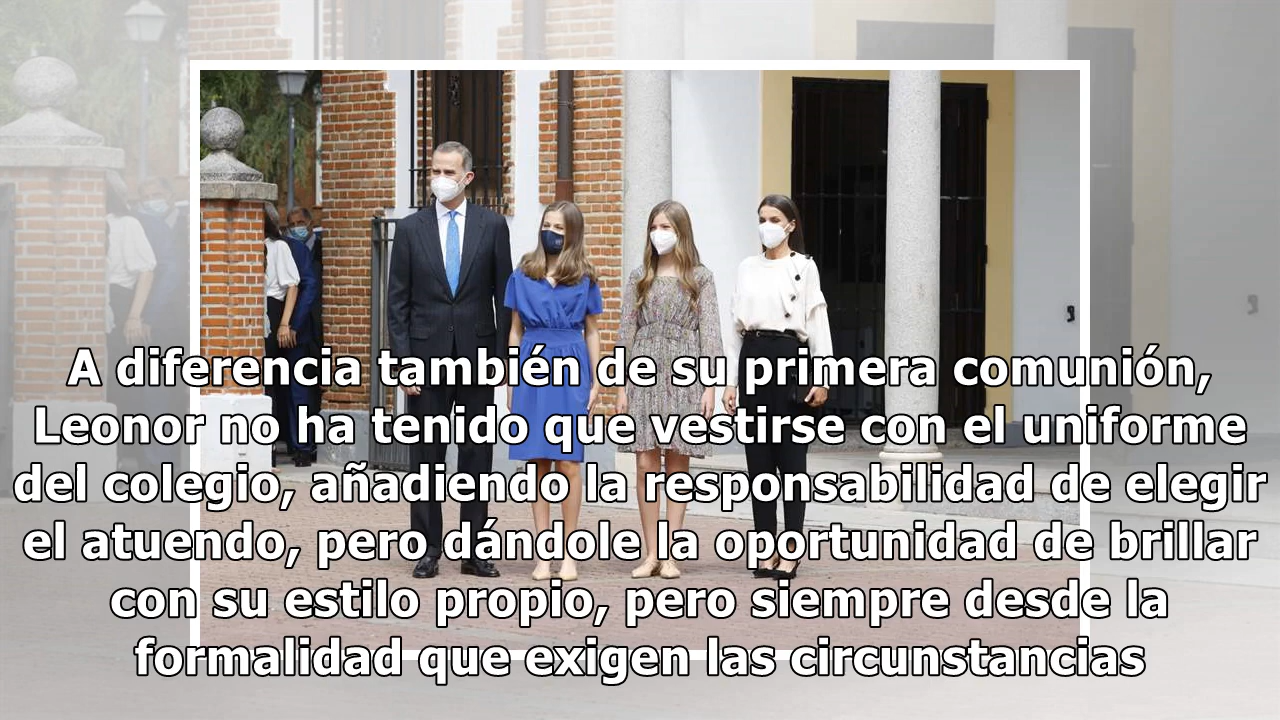 A diferencia también de su primera comunión,
Leonor no ha tenido que vestirse con el uniforme
del colegio, añadiendo la responsabilidad de elegir
el atuendo, pero dándole la oportunidad de brillar
con su estilo propio, pero siempre desde la
formalidad que exigen las circunstancias